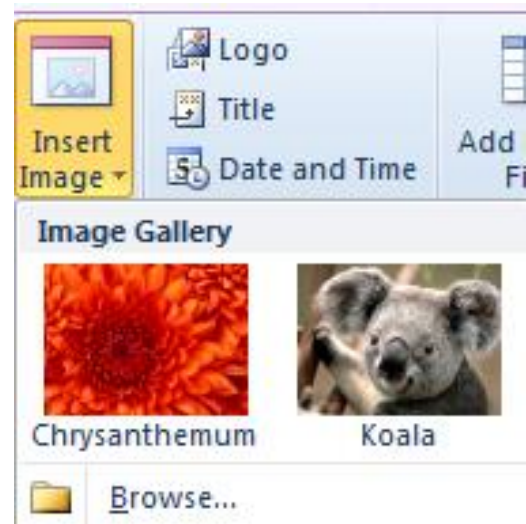 Logo
Title
Date and Time
Insert
Image
Add
Image Gallery
Chrysanthemum
Koala
Browse...